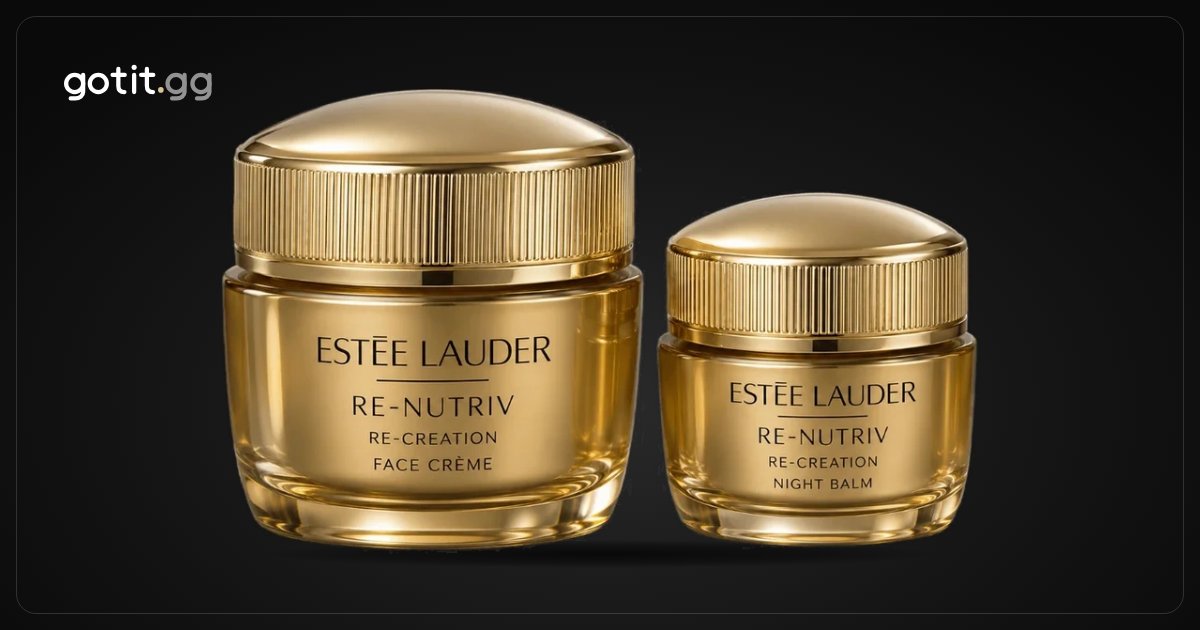 gotit.gg
ESTĒE LAUDER
RE-NUTRIV
RE-CREATION
FACE CRÈME
ESTĒE LAUDER
RE-NUTRIV
RE-CREATION
NIGHT BALM